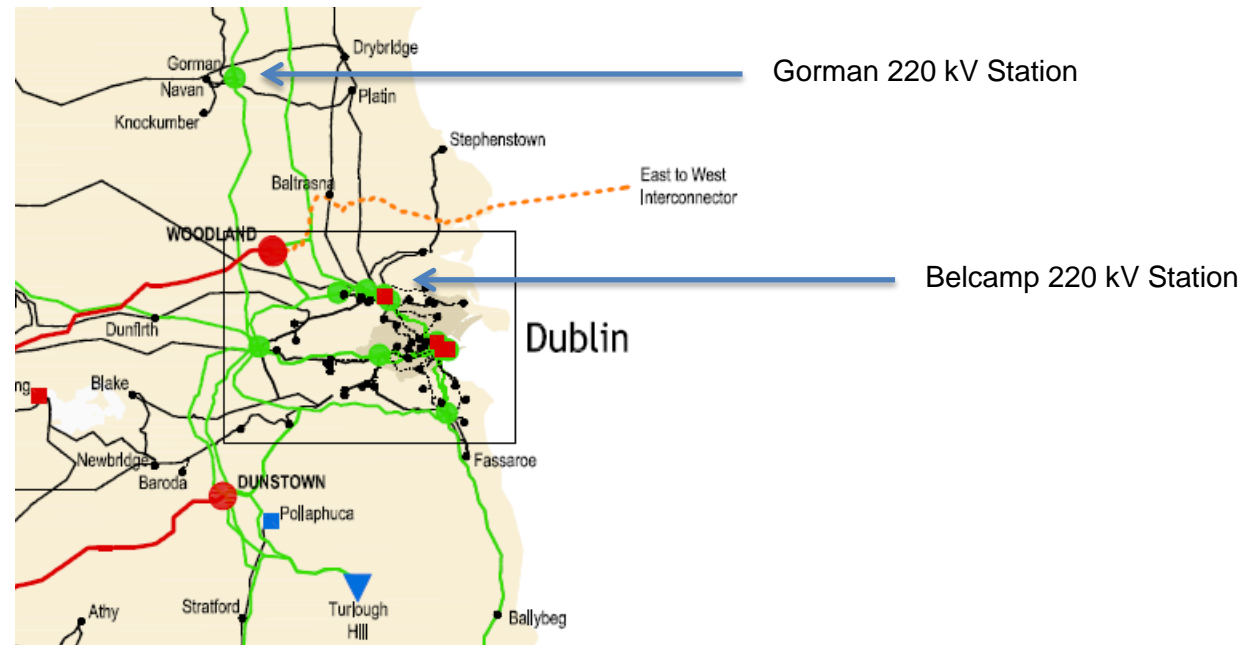 Drybridge
Gorman
Gorman 220 kV Station
Navan
Platin
Knockumber
Stephenstown
East to West
Interconnector
Baltrasna
WOODLAND
Belcamp 220 kV Station
Dunfirth
Dublin
ng
Blake
Newbridge
Fassaroe
Baroda
DUNSTOWN
Pollaphuca
Athy
Stratford
Turlough
Hill
Ballybeg